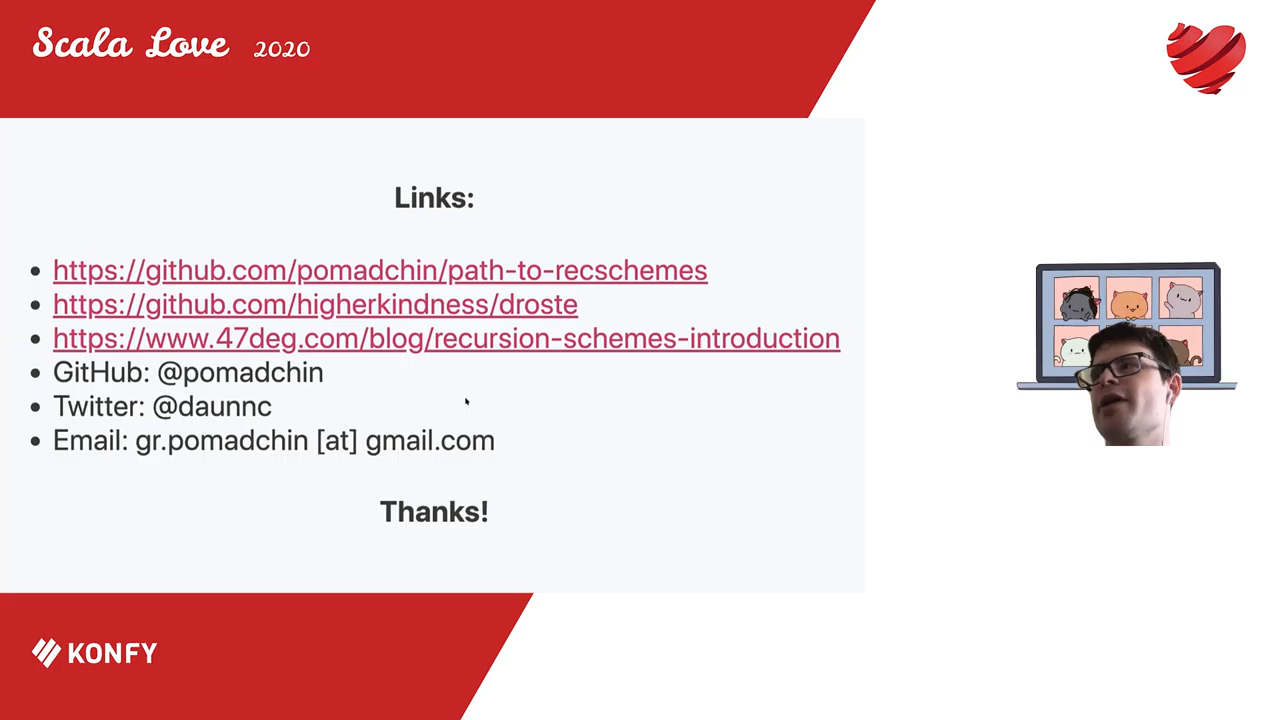 Scala Love 2020
Links:
https://github.com/pomadchin/path-to-recschemes
https://github.com/higherkindness/droste
https://www.47deg.com/blog/recursion-schemes-introduction
GitHub: @pomadchin
Twitter: @daunnc
Email: gr.pomadchin [at] gmail.com
Thanks!
KONFY